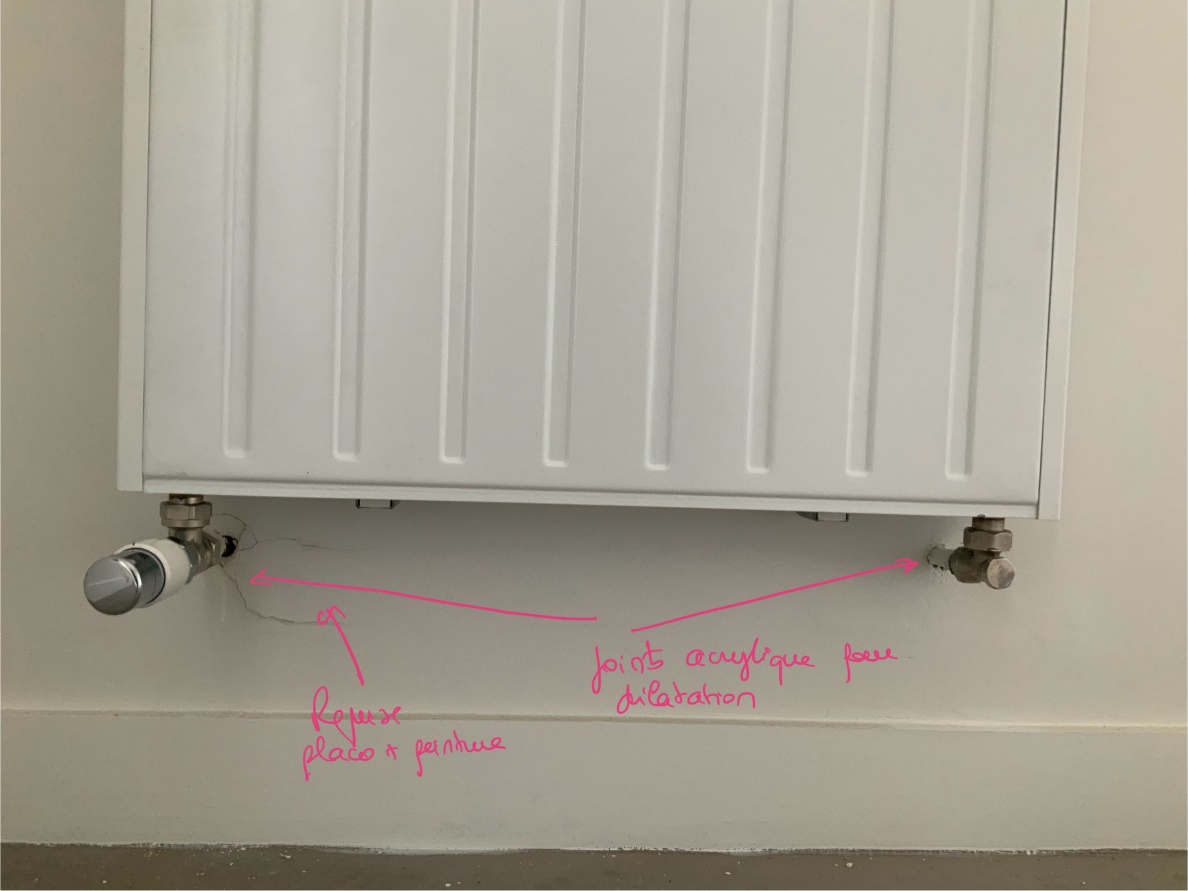 Joints acrylique pour
dilatation
Reprise
placo + peinture